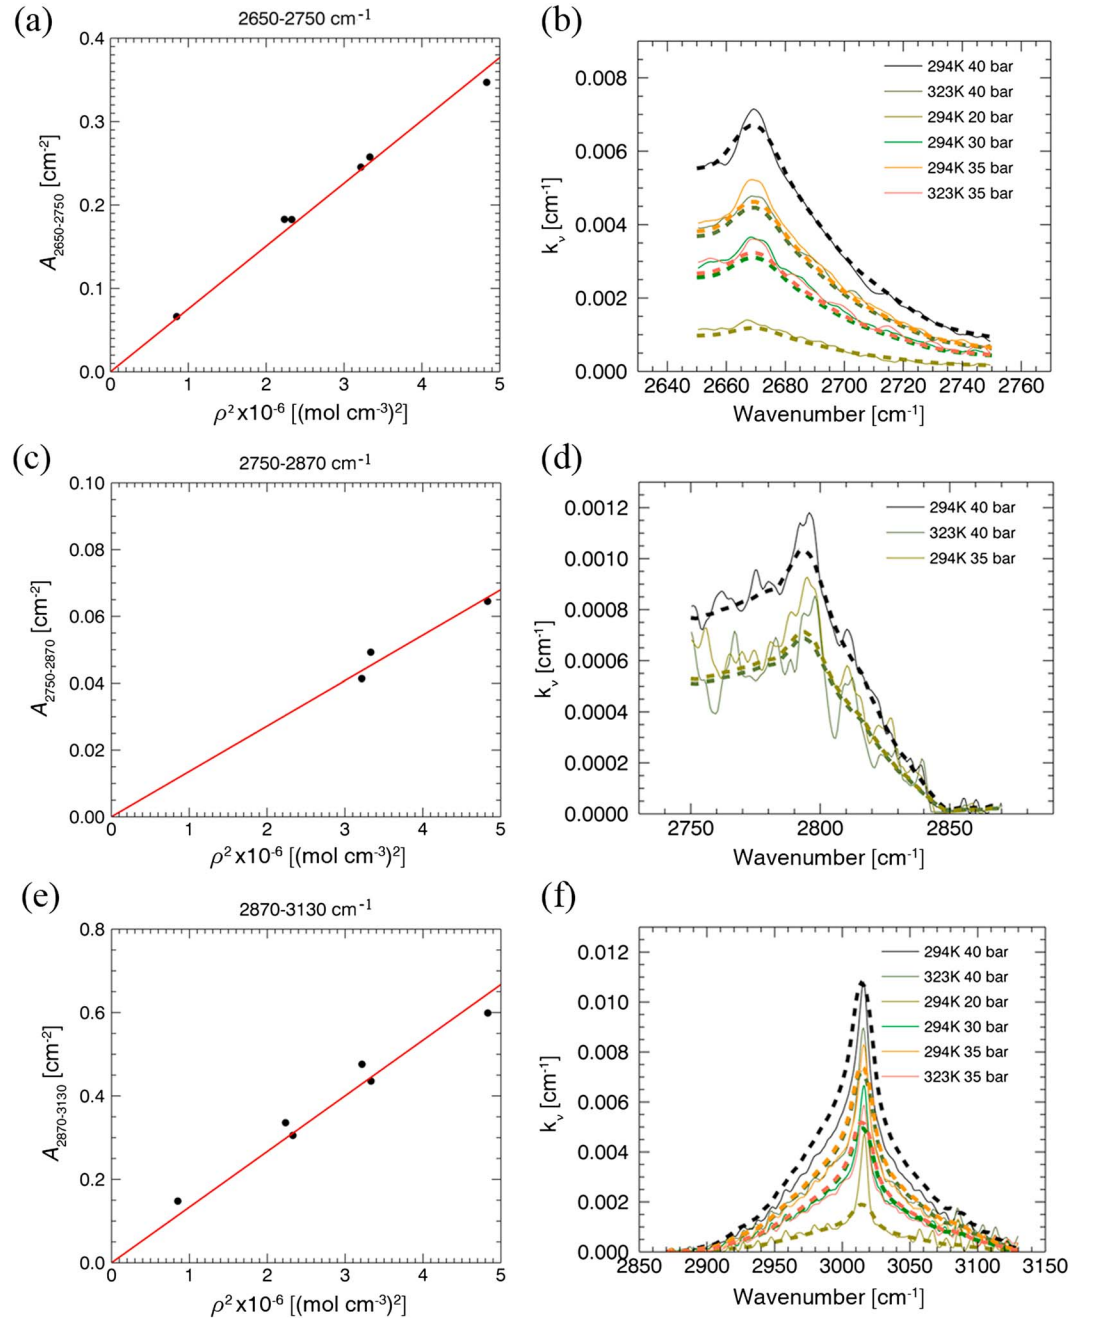 (a)
2650-2750 cm⁻¹
0.4
0.3
0.2
0.1
0.0
A2650-2750 [cm⁻²]
0 1 2 3 4 5
ρ² x10⁻⁶ [(mol cm⁻³)²]
(b)
294K 40 bar
323K 40 bar
294K 20 bar
294K 30 bar
294K 35 bar
323K 35 bar
0.008
0.006
0.004
0.002
0.000
kν [cm⁻¹]
2640 2660 2680 2700 2720 2740 2760
Wavenumber [cm⁻¹]
(c)
2750-2870 cm⁻¹
0.10
0.08
0.06
0.04
0.02
0.00
A2750-2870 [cm⁻²]
0 1 2 3 4 5
ρ² x10⁻⁶ [(mol cm⁻³)²]
(d)
294K 40 bar
323K 40 bar
294K 35 bar
0.0012
0.0010
0.0008
0.0006
0.0004
0.0002
0.0000
kν [cm⁻¹]
2750 2800 2850
Wavenumber [cm⁻¹]
(e)
2870-3130 cm⁻¹
0.8
0.6
0.4
0.2
0.0
A2870-3130 [cm⁻²]
0 1 2 3 4 5
ρ² x10⁻⁶ [(mol cm⁻³)²]
(f)
294K 40 bar
323K 40 bar
294K 20 bar
294K 30 bar
294K 35 bar
323K 35 bar
0.012
0.010
0.008
0.006
0.004
0.002
0.000
kν [cm⁻¹]
2850 2900 2950 3000 3050 3100 3150
Wavenumber [cm⁻¹]